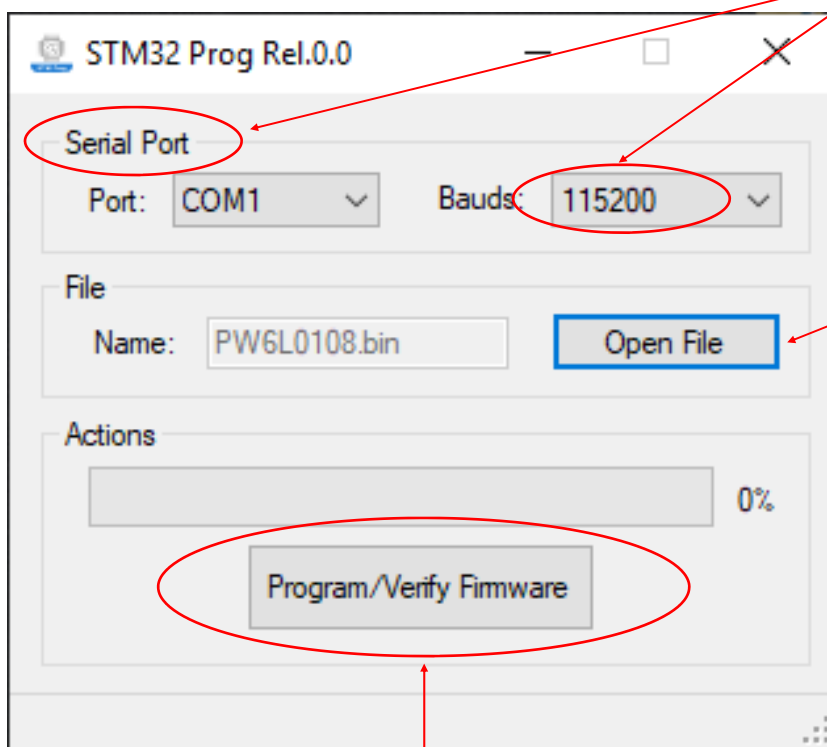 STM32 Prog Rel.0.0
Serial Port
Port: COM1 Bauds: 115200
File
Name: PW6L0108.bin Open File
Actions
0%
Program/Verify Firmware